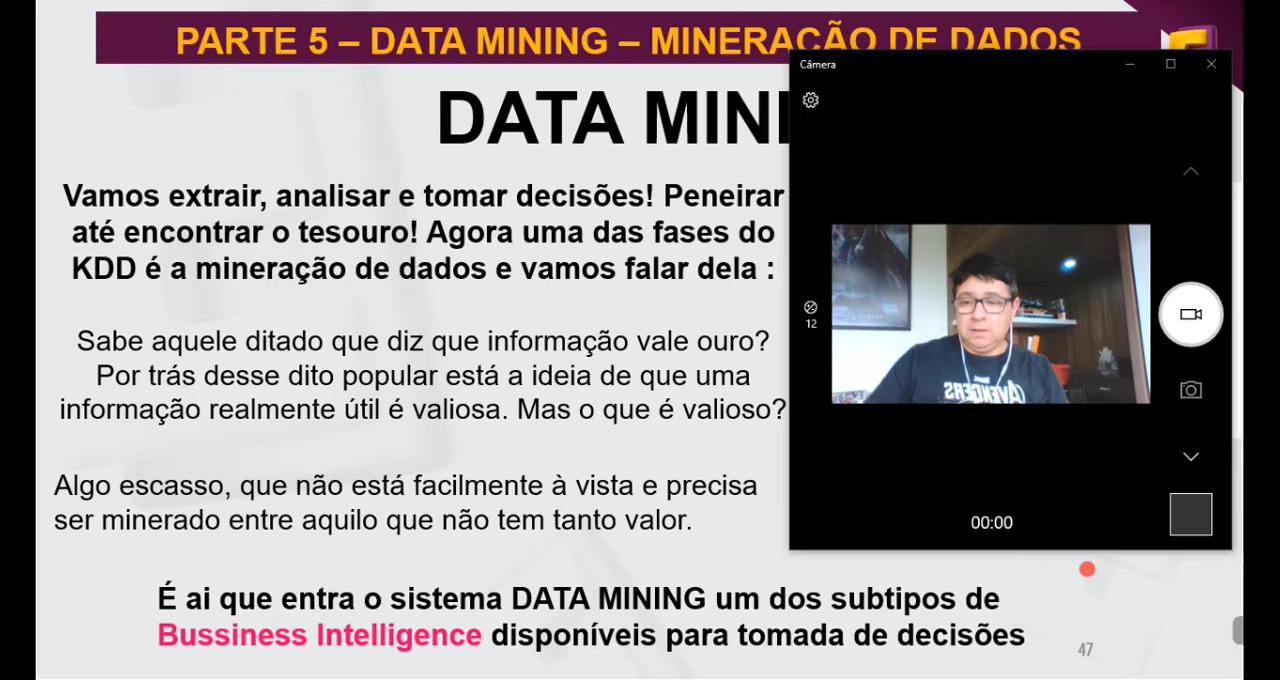 PARTE 5 – DATA MINING – MINERAÇÃO DE DADOS
DATA MINI
Câmera
Vamos extrair, analisar e tomar decisões! Peneirar
até encontrar o tesouro! Agora uma das fases do
KDD é a mineração de dados e vamos falar dela :
12
AVENGERS
Sabe aquele ditado que diz que informação vale ouro?
Por trás desse dito popular está a ideia de que uma
informação realmente útil é valiosa. Mas o que é valioso?
Algo escasso, que não está facilmente à vista e precisa
ser minerado entre aquilo que não tem tanto valor.
00:00
É ai que entra o sistema DATA MINING um dos subtipos de
Bussiness Intelligence disponíveis para tomada de decisões
47